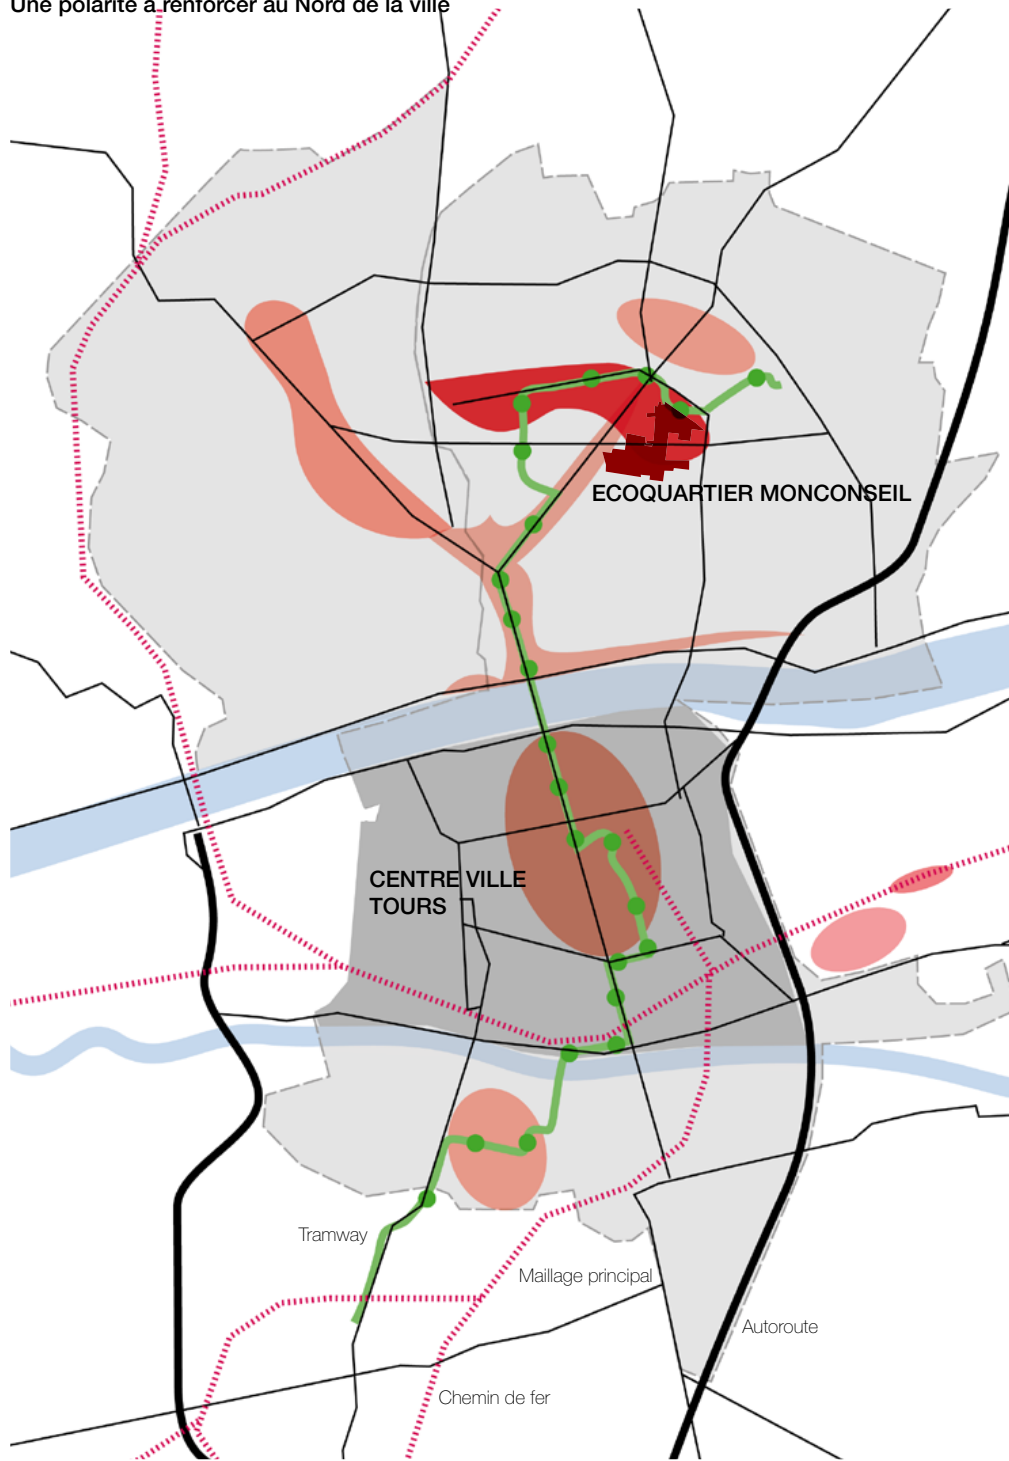 Une polarité à renforcer au Nord de la ville
ECOQUARTIER MONCONSEIL
CENTRE VILLE
TOURS
Tramway
Maillage principal
Autoroute
Chemin de fer